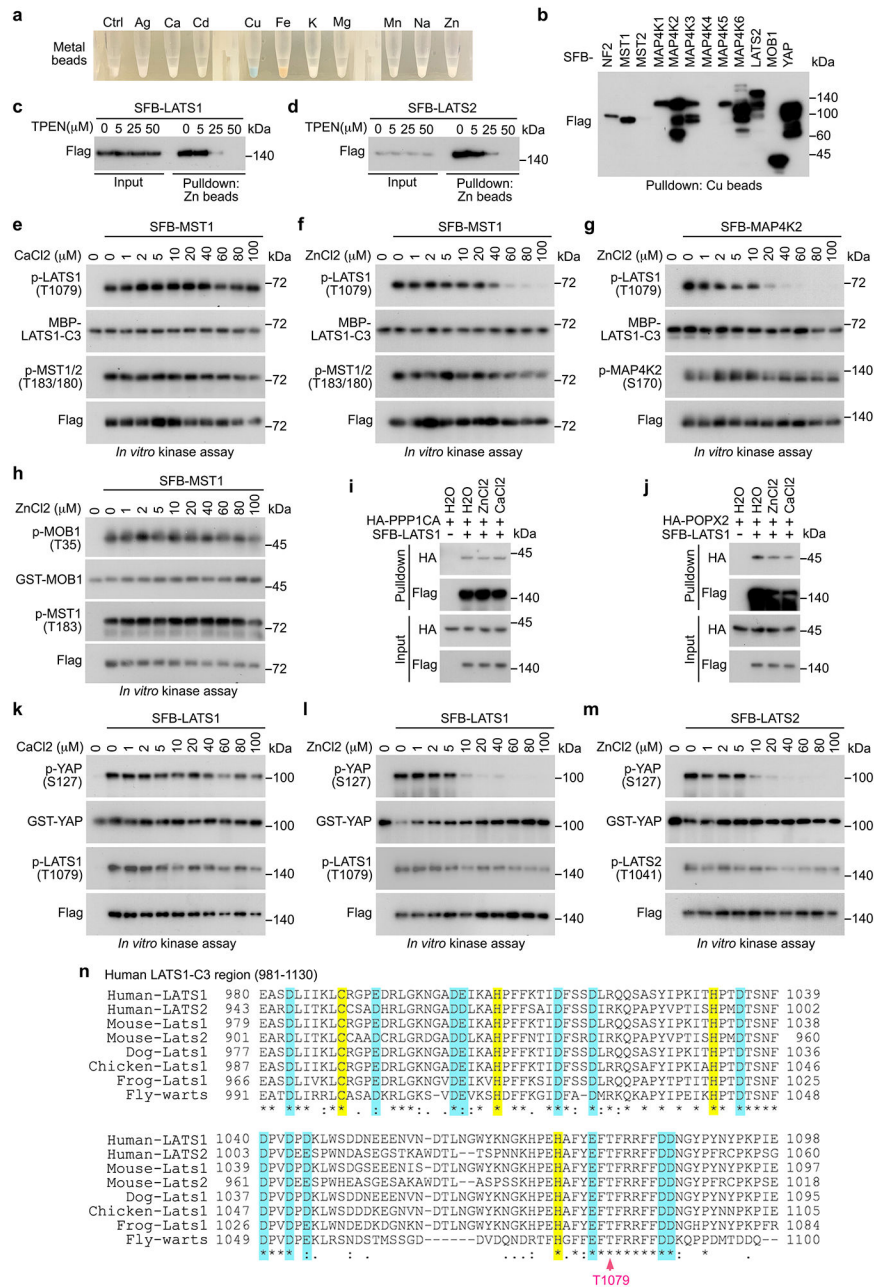 a
Ctrl Ag Ca Cd Cu Fe K Mg Mn Na Zn
Metal beads
b
SFB- NF2 MST1 MST2 MAP4K1 MAP4K2 MAP4K3 MAP4K4 MAP4K5 MAP4K6 LATS2 MOB1 YAP kDa
Flag
140
100
60
45
Pulldown: Cu beads
c
SFB-LATS1
TPEN(μM) 0 5 25 50 0 5 25 50 kDa
Flag 140
Input Pulldown: Zn beads
d
SFB-LATS2
TPEN(μM) 0 5 25 50 0 5 25 50 kDa
Flag 140
Input Pulldown: Zn beads
e
SFB-MST1
CaCl2 (μM) 0 0 1 2 5 10 20 40 60 80 100 kDa
p-LATS1 (T1079) 72
MBP-LATS1-C3 72
p-MST1/2 (T183/180) 72
Flag 72
In vitro kinase assay
f
SFB-MST1
ZnCl2 (μM) 0 0 1 2 5 10 20 40 60 80 100 kDa
p-LATS1 (T1079) 72
MBP-LATS1-C3 72
p-MST1/2 (T183/180) 72
Flag 72
In vitro kinase assay
g
SFB-MAP4K2
ZnCl2 (μM) 0 0 1 2 5 10 20 40 60 80 100 kDa
p-LATS1 (T1079) 72
MBP-LATS1-C3 72
p-MAP4K2 (S170) 140
Flag 140
In vitro kinase assay
h
SFB-MST1
ZnCl2 (μM) 0 0 1 2 5 10 20 40 60 80 100 kDa
p-MOB1 (T35) 45
GST-MOB1 45
p-MST1 (T183) 72
Flag 72
In vitro kinase assay
i
H2O H2O ZnCl2 CaCl2
HA-PPP1CA + + + +
SFB-LATS1 - + + + kDa
Pulldown
HA 45
Flag 140
Input
HA 45
Flag 140
j
H2O H2O ZnCl2 CaCl2
HA-POPX2 + + + +
SFB-LATS1 - + + + kDa
Pulldown
HA 45
Flag 140
Input
HA 45
Flag 140
k
SFB-LATS1
CaCl2 (μM) 0 0 1 2 5 10 20 40 60 80 100 kDa
p-YAP (S127) 100
GST-YAP 100
p-LATS1 (T1079) 140
Flag 140
In vitro kinase assay
l
SFB-LATS1
ZnCl2 (μM) 0 0 1 2 5 10 20 40 60 80 100 kDa
p-YAP (S127) 100
GST-YAP 100
p-LATS1 (T1079) 140
Flag 140
In vitro kinase assay
m
SFB-LATS2
ZnCl2 (μM) 0 0 1 2 5 10 20 40 60 80 100 kDa
p-YAP (S127) 100
GST-YAP 100
p-LATS2 (T1041) 140
Flag 140
In vitro kinase assay
n Human LATS1-C3 region (981-1130)
Human-LATS1 980 EASDLIIKLCRGPEDRLGKNGADEIKAHPFFKTIDFSSDLRQQSASYIPKITHPTDTSNF 1039
Human-LATS2 943 EARDLITKLCCSADHRLGRNGADDLKAHPFFSAIDFSSDIRKQPAPYVPTISHPMDTSNF 1002
Mouse-Lats1 979 EASDLIIKLCRGPEDRLGKNGADEIKAHPFFKTIDFSSDLRQQSASYIPKITHPTDTSNF 1038
Mouse-Lats2 901 ARTDLITKLCCAADCRLGRDGADDLKAHPFFNTIDFSRDIRKQPAPYVPTISHPMDTSNF 960
Dog-Lats1 977 EASDLIIKLCRGPEDRLGKNGADEIKAHPFFKTIDFSSDLRQQSAPYIPKITHPTDTSNF 1036
Chicken-Lats1 987 EASDLIIKLCRGPEDRLGKNGADEIKAHPFFKTIDFSSDLRQQPAPYIPKIAHPTDTSNF 1046
Frog-Lats1 966 EASDLIVKLCRGPEDRLGKNGADEIKVHPFFKSIDFSSDLRQQPAPYTPTIAHPTDTSNF 1025
Fly-warts 991 EATDLIRRLCASADKRLGKS-VDEVKSHDFFKGIDFA-DMRKQKAPYIPEIKHPTDTSNF 1048
Human-LATS1 1040 DPVDPDKLWSDDNEEENVN-DTLNGWYKNGKHPEHAFYEFTFRRFFDDNGYPYNYPKPIE 1098
Human-LATS2 1003 DPVDEESPWNDASEGSTKAWDTL--TSPNNKHPEHAFYEFTFRRFFDDNGYPFRCPKPSG 1060
Mouse-Lats1 1039 DPVDPDKLWSDGSEEENIS-DTLSGWYKNGKHPEHAFYEFTFRRFFDDNGYPYNYPKPIE 1097
Mouse-Lats2 961 DPVDEESPWHEASGESAKAWDTL--ASPSSKHPEHAFYEFTFRRFFDDNGYPFRCPKPSE 1018
Dog-Lats1 1037 DPVDPDKLWSDDNEEENVN-DTLNGWYKNGKHPEHAFYEFTFRRFFDDNGYPYNYPKPIE 1095
Chicken-Lats1 1047 DPVDPDKLWSDDDKEGNVN-DTLNGWYKNGKHPEHAFYEFTFRRFFDDNGYPYNNPKPIE 1105
Frog-Lats1 1026 DPVDPDKLWNDEDKDGNKN-DTLNGWYKNGKHPEHAFYEFTFRRFFDDNGYPYNYPKPFR 1084
Fly-warts 1049 DPVDPEKLRSNDSTMSSGD------DVDQNDRTFHGFFEFTFRRFFDDKQPPDMTDDQ-- 1100
T1079